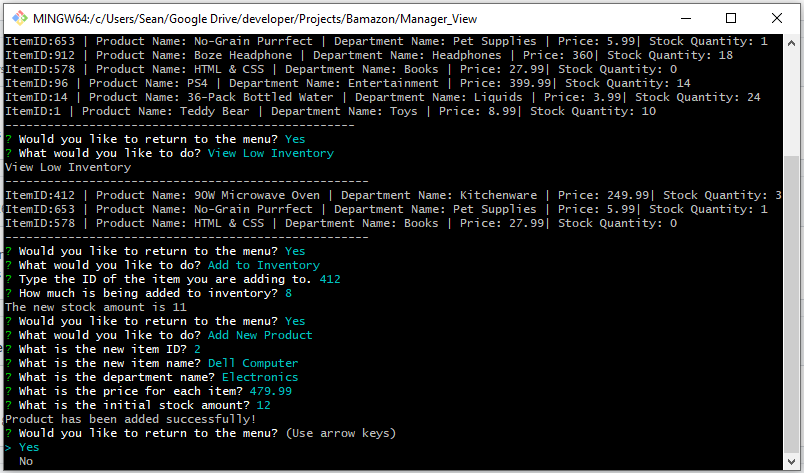 MINGW64:/c/Users/Sean/Google Drive/developer/Projects/Bamazon/Manager_View
ItemID:653 | Product Name: No-Grain Purrfect | Department Name: Pet Supplies | Price: 5.99| Stock Quantity: 1
ItemID:912 | Product Name: Boze Headphone | Department Name: Headphones | Price: 360| Stock Quantity: 18
ItemID:578 | Product Name: HTML & CSS | Department Name: Books | Price: 27.99| Stock Quantity: 0
ItemID:96 | Product Name: PS4 | Department Name: Entertainment | Price: 399.99| Stock Quantity: 14
ItemID:14 | Product Name: 36-Pack Bottled Water | Department Name: Liquids | Price: 3.99| Stock Quantity: 24
ItemID:1 | Product Name: Teddy Bear | Department Name: Toys | Price: 8.99| Stock Quantity: 10
--------------------------------------------------
? Would you like to return to the menu? Yes
? What would you like to do? View Low Inventory
View Low Inventory
----------------------------------------------------
ItemID:412 | Product Name: 90W Microwave Oven | Department Name: Kitchenware | Price: 249.99| Stock Quantity: 3
ItemID:653 | Product Name: No-Grain Purrfect | Department Name: Pet Supplies | Price: 5.99| Stock Quantity: 1
ItemID:578 | Product Name: HTML & CSS | Department Name: Books | Price: 27.99| Stock Quantity: 0
----------------------------------------------------
? Would you like to return to the menu? Yes
? What would you like to do? Add to Inventory
? Type the ID of the item you are adding to. 412
? How much is being added to inventory? 8
The new stock amount is 11
? Would you like to return to the menu? Yes
? What would you like to do? Add New Product
? What is the new item ID? 2
? What is the new item name? Dell Computer
? What is the department name? Electronics
? What is the price for each item? 479.99
? What is the initial stock amount? 12
Product has been added successfully!
? Would you like to return to the menu? (Use arrow keys)
> Yes
  No